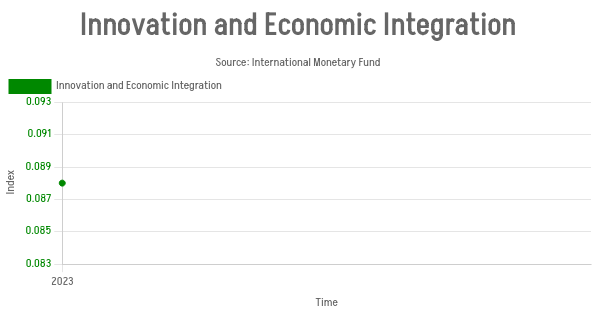 Innovation and Economic Integration
Source: International Monetary Fund
Innovation and Economic Integration
0.093
0.091
0.089
0.087
0.085
0.083
Index
2023
Time